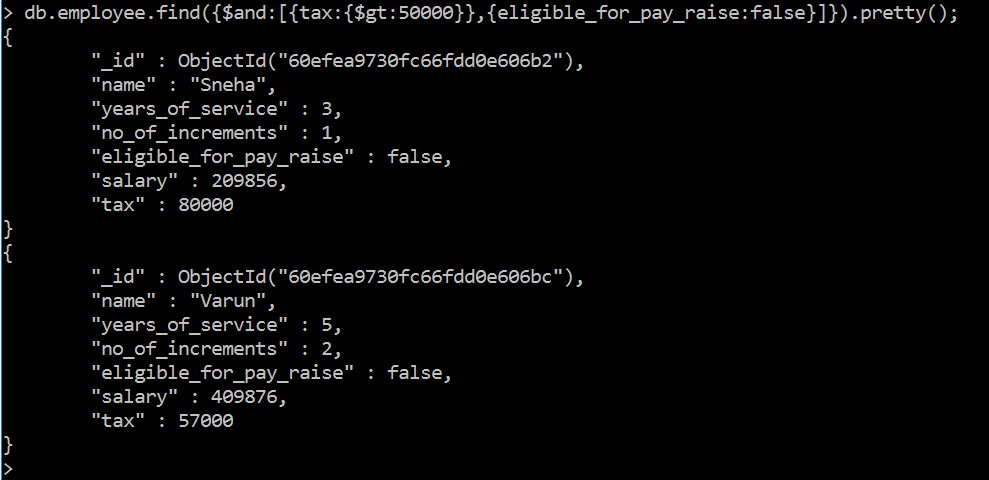 > db.employee.find({$and:[{tax:{$gt:50000}},{eligible_for_pay_raise:false}]}).pretty();
{
        "_id" : ObjectId("60efea9730fc66fdd0e606b2"),
        "name" : "Sneha",
        "years_of_service" : 3,
        "no_of_increments" : 1,
        "eligible_for_pay_raise" : false,
        "salary" : 209856,
        "tax" : 80000
}
{
        "_id" : ObjectId("60efea9730fc66fdd0e606bc"),
        "name" : "Varun",
        "years_of_service" : 5,
        "no_of_increments" : 2,
        "eligible_for_pay_raise" : false,
        "salary" : 409876,
        "tax" : 57000
}
>